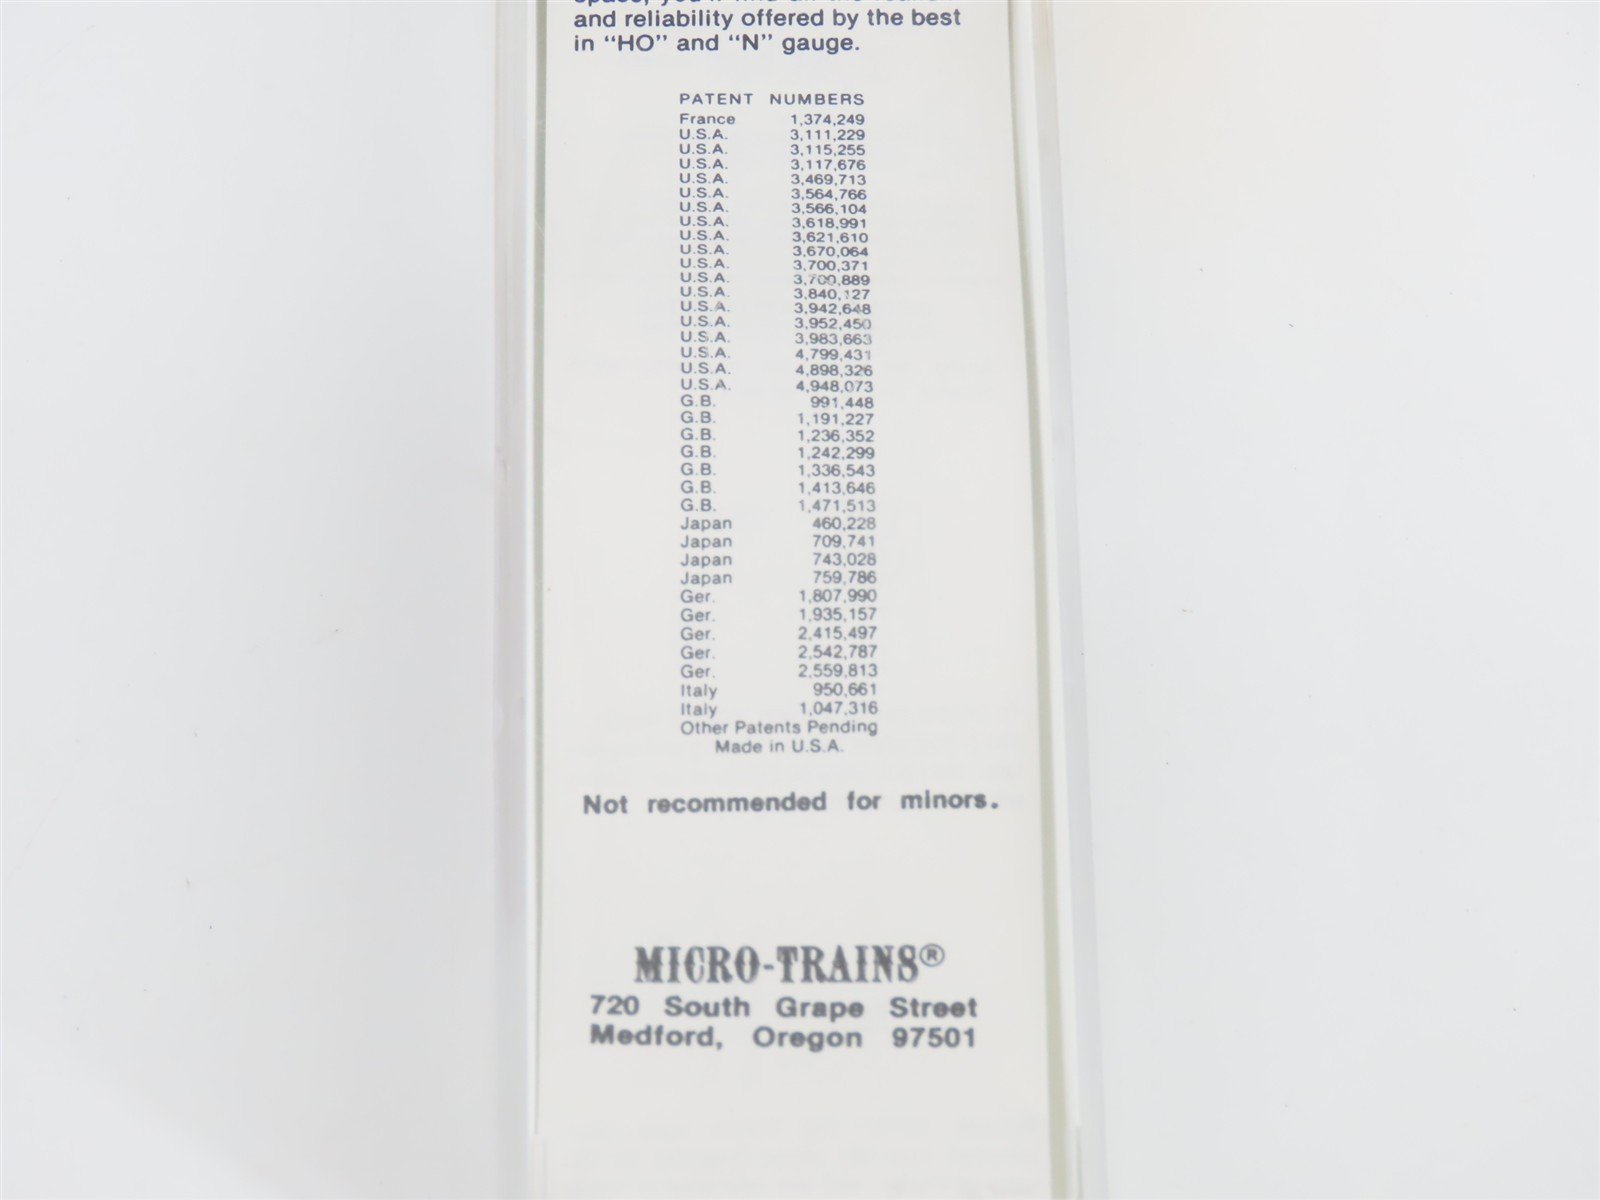 and reliability offered by the best
in “HO” and “N” gauge.
PATENT NUMBERS
France 1,374,249
U.S.A. 3,111,229
U.S.A. 3,115,255
U.S.A. 3,117,676
U.S.A. 3,469,713
U.S.A. 3,564,766
U.S.A. 3,566,104
U.S.A. 3,618,991
U.S.A. 3,621,610
U.S.A. 3,670,064
U.S.A. 3,700,371
U.S.A. 3,700,889
U.S.A. 3,840,127
U.S.A. 3,942,648
U.S.A. 3,952,450
U.S.A. 3,983,663
U.S.A. 4,799,431
U.S.A. 4,898,326
U.S.A. 4,948,073
G.B. 991,448
G.B. 1,191,227
G.B. 1,236,352
G.B. 1,242,299
G.B. 1,336,543
G.B. 1,413,646
G.B. 1,471,513
Japan 460,228
Japan 709,741
Japan 743,028
Japan 759,786
Ger. 1,807,990
Ger. 1,935,157
Ger. 2,415,497
Ger. 2,542,787
Ger. 2,559,813
Italy 950,661
Italy 1,047,316
Other Patents Pending
Made in U.S.A.
Not recommended for minors.
MICRO-TRAINS®
720 South Grape Street
Medford, Oregon 97501